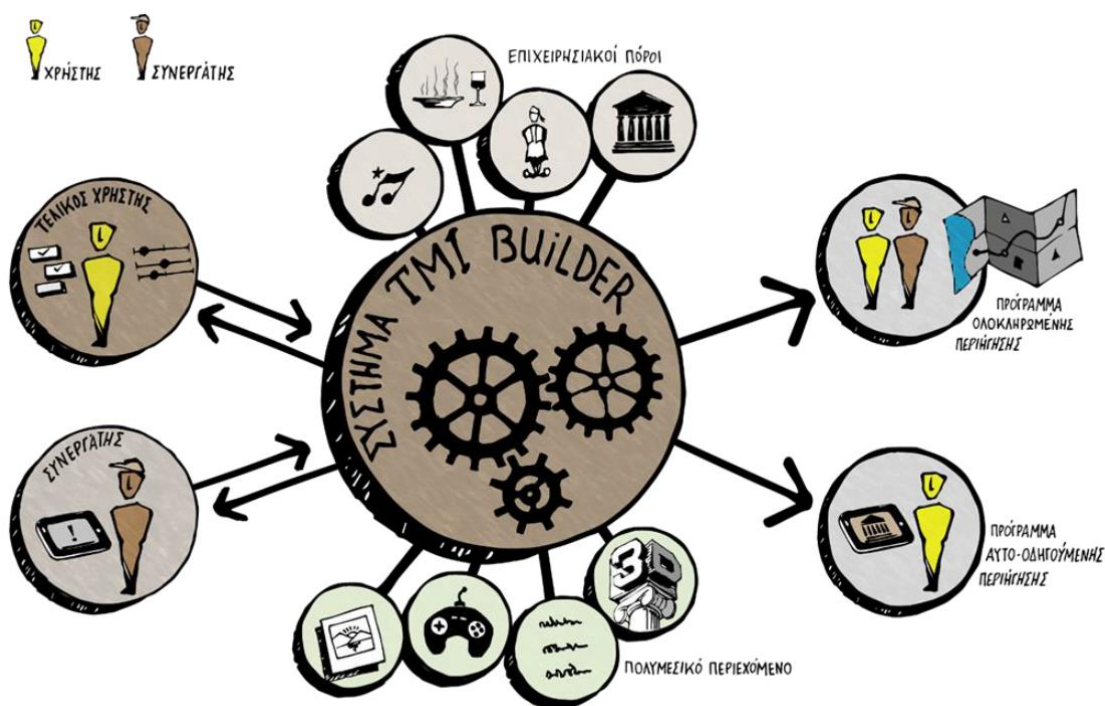 ΧΡΗΣΤΗΣ
ΣΥΝΕΡΓΑΤΗΣ
ΕΠΙΧΕΙΡΗΣΙΑΚΟΙ ΠΟΡΟΙ
ΤΕΛΙΚΟΣ ΧΡΗΣΤΗΣ
ΣΥΣΤΗΜΑ TMI BUiLDER
ΠΡΟΓΡΑΜΜΑ
ΟΛΟΚΛΗΡΩΜΕΝΗΣ
ΠΕΡΙΗΓΗΣΗΣ
ΣΥΝΕΡΓΑΤΗΣ
!
ΠΡΟΓΡΑΜΜΑ
ΑΥΤΟ-ΟΔΗΓΟΥΜΕΝΗΣ
ΠΕΡΙΗΓΗΣΗΣ
3D
ΠΟΛΥΜΕΣΙΚΟ ΠΕΡΙΕΧΟΜΕΝΟ